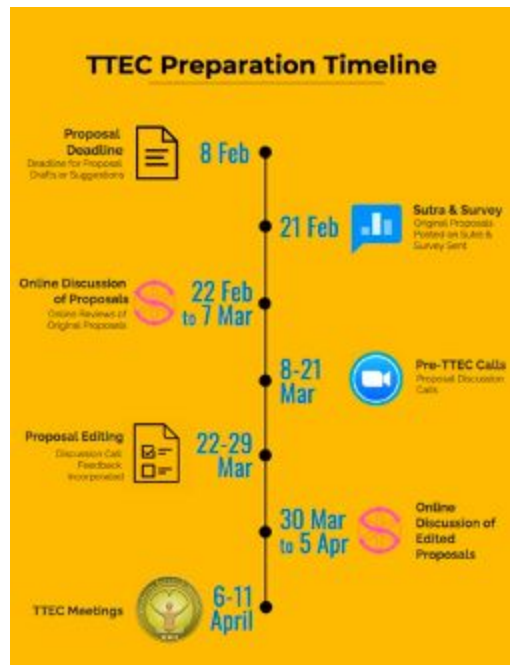 TTEC Preparation Timeline
Proposal
Deadline
Deadline for Proposal
Drafts or Suggestions
8 Feb
21 Feb
Sutra & Survey
Original Proposals
Posted on Sutra &
Survey Sent
Online Discussion
of Proposals
Online Reviews of
Original Proposals
22 Feb
to 7 Mar
8-21
Mar
Pre-TTEC Calls
Proposal Discussion
Calls
Proposal Editing
Discussion Call
Feedback
Incorporated
22-29
Mar
30 Mar
to 5 Apr
Online
Discussion of
Edited
Proposals
TTEC Meetings
6-11
April